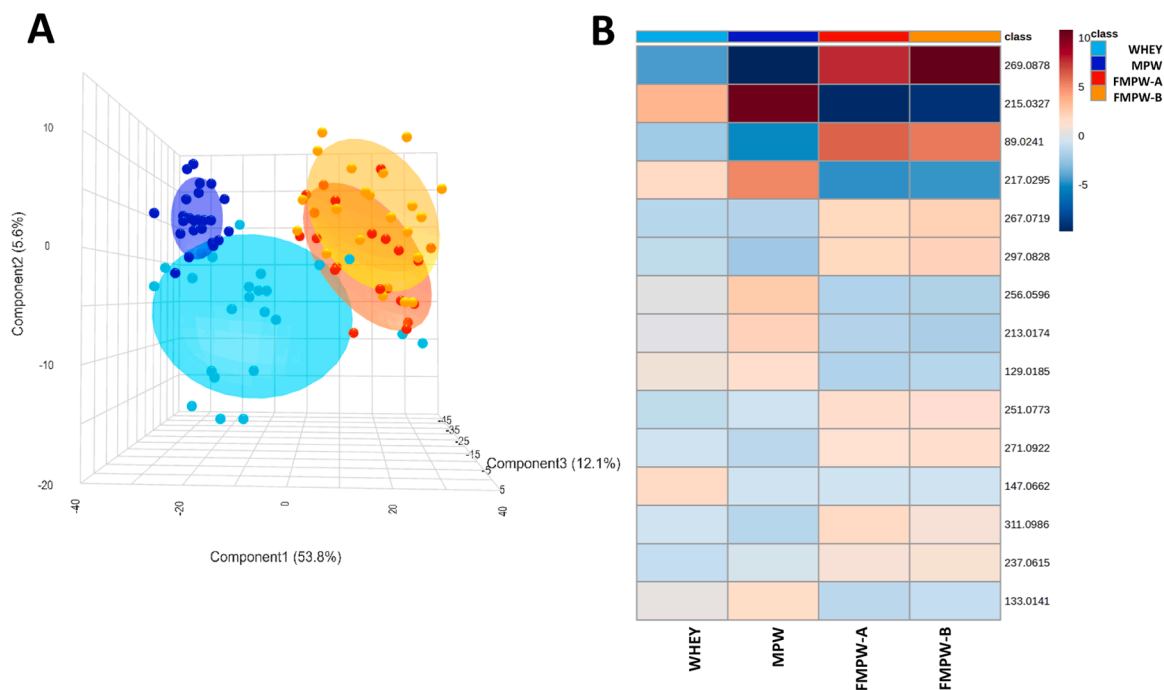 A
10
0
-10
-20
Component2 (5.6%)
-40
-20
0
20
40
Component1 (53.8%)
-45
-35
-25
-15
-5
5
Component3 (12.1%)
B
class
269.0878
215.0327
89.0241
217.0295
267.0719
297.0828
256.0596
213.0174
129.0185
251.0773
271.0922
147.0662
311.0986
237.0615
133.0141
WHEY
MPW
FMPW-A
FMPW-B
10
5
0
-5
class
WHEY
MPW
FMPW-A
FMPW-B